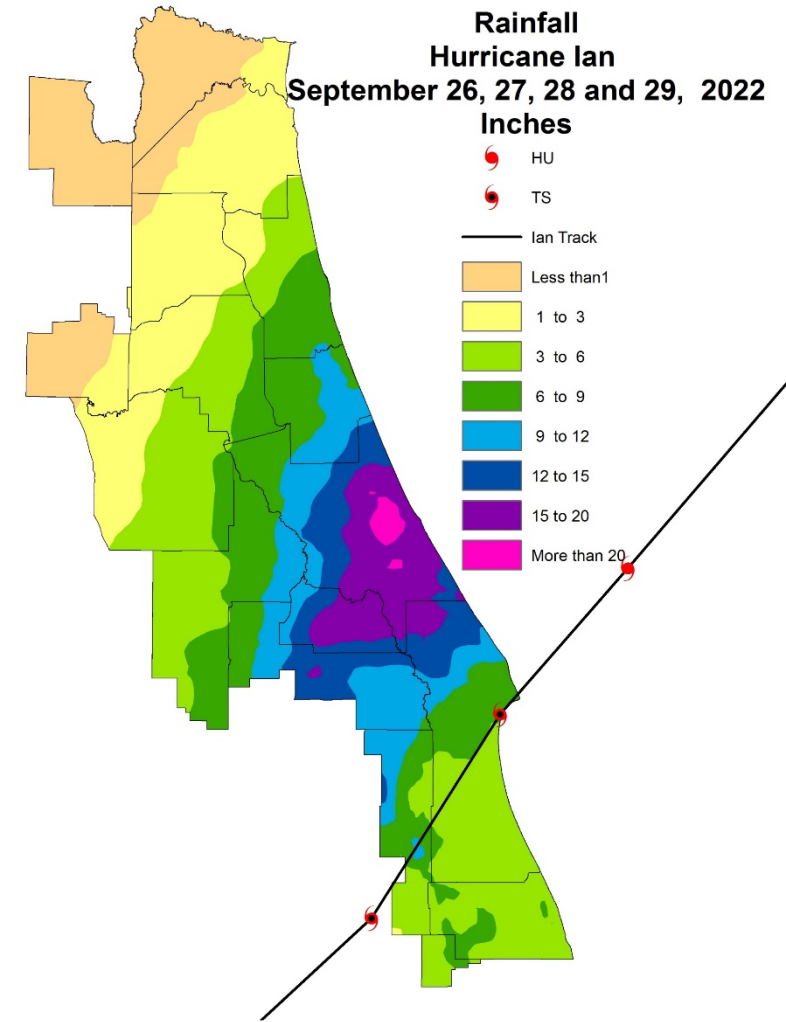 Rainfall
Hurricane Ian
September 26, 27, 28 and 29, 2022
Inches
HU
TS
Ian Track
Less than1
1 to 3
3 to 6
6 to 9
9 to 12
12 to 15
15 to 20
More than 20